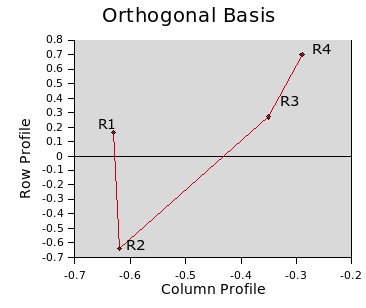 Orthogonal Basis
0.8
0.7
0.6
0.5
0.4
0.3
0.2
0.1
0
-0.1
-0.2
-0.3
-0.4
-0.5
-0.6
-0.7
Row Profile
R1
R2
R3
R4
-0.7 -0.6 -0.5 -0.4 -0.3 -0.2
Column Profile